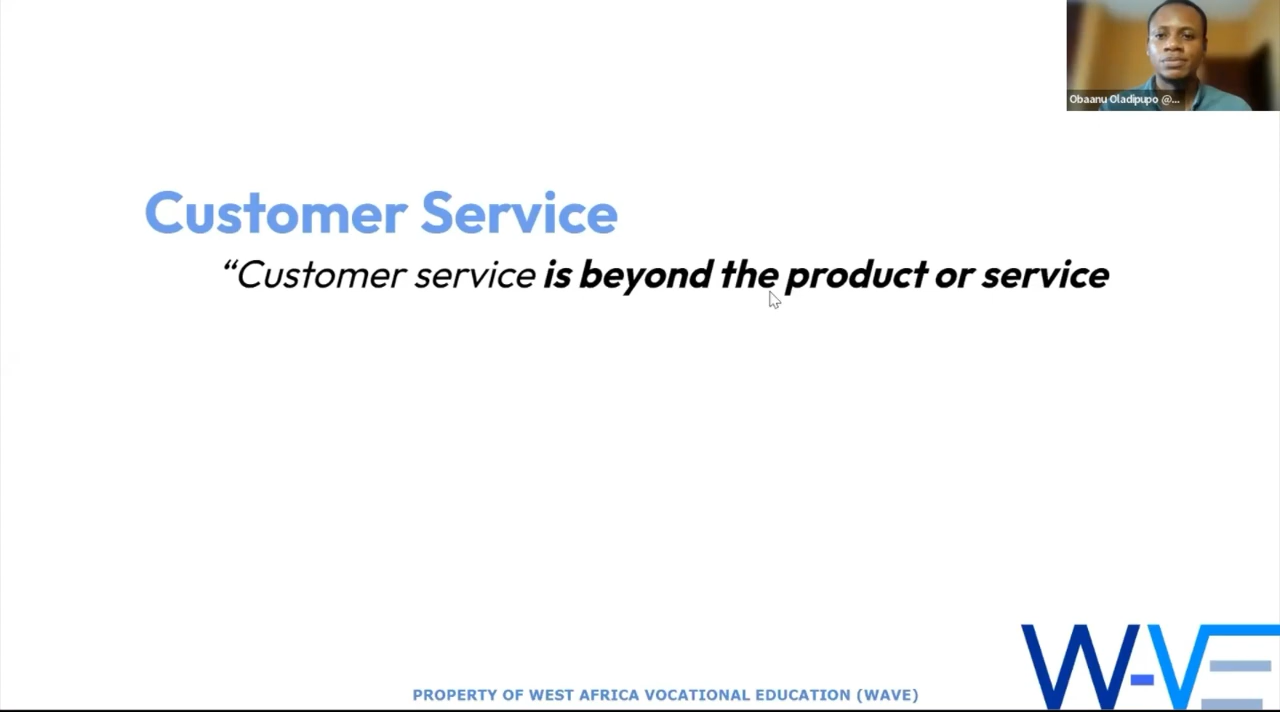 Obaanu Oladipupo @...
Customer Service
“Customer service is beyond the product or service
WAVE
PROPERTY OF WEST AFRICA VOCATIONAL EDUCATION (WAVE)